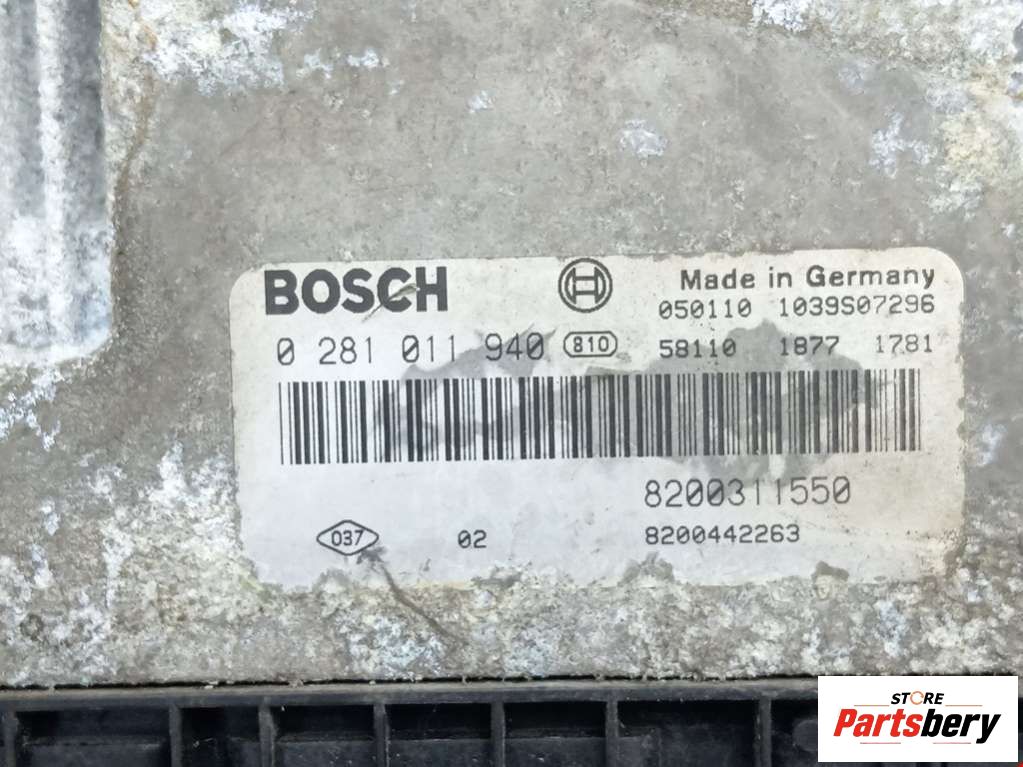 BOSCH
Made in Germany
050110 1039S07296
0 281 011 940 810
58110 1877 1781
8200311550
037 02 8200442263
STORE
Partsbery